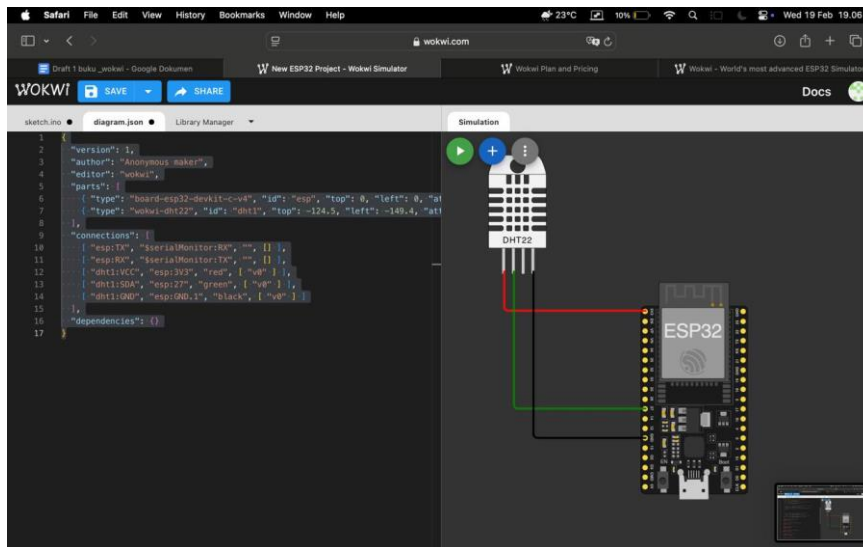 Safari File Edit View History Bookmarks Window Help 23°C 10% Wed 19 Feb 19.06
wokwi.com
Draft 1 buku _wokwi - Google Dokumen New ESP32 Project - Wokwi Simulator Wokwi Plan and Pricing Wokwi - World's most advanced ESP32 Simulator
WOKWI SAVE SHARE Docs
sketch.ino diagram.json Library Manager Simulation
1 {
2 "version": 1,
3 "author": "Anonymous maker",
4 "editor": "wokwi",
5 "parts": [
6 { "type": "board-esp32-devkit-c-v4", "id": "esp", "top": 0, "left": 0, "at
7 { "type": "wokwi-dht22", "id": "dht1", "top": -124.5, "left": -149.4, "att
8 ],
9 "connections": [
10 [ "esp:TX", "$serialMonitor:RX", "", [] ],
11 [ "esp:RX", "$serialMonitor:TX", "", [] ],
12 [ "dht1:VCC", "esp:3V3", "red", [ "v0" ] ],
13 [ "dht1:SDA", "esp:27", "green", [ "v0" ] ],
14 [ "dht1:GND", "esp:GND.1", "black", [ "v0" ] ]
15 ],
16 "dependencies": {}
17 }
DHT22
ESP32
EN Boot